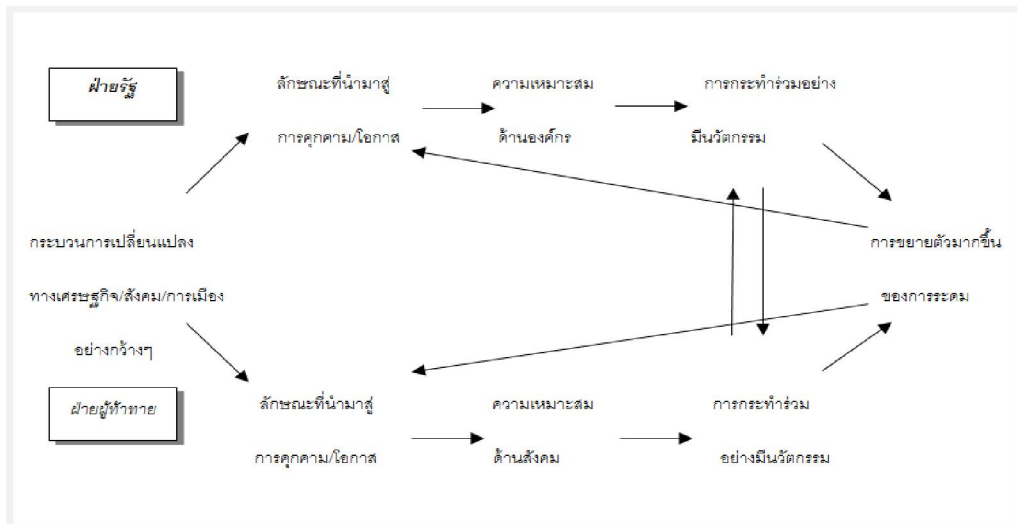 ฝ่ายรัฐ
ลักษณะที่นำมาสู่
การคุกคาม/โอกาส
ความเหมาะสม
ด้านองค์กร
การกระทำร่วมอย่าง
มีนวัตกรรม
กระบวนการเปลี่ยนแปลง
ทางเศรษฐกิจ/สังคม/การเมือง
อย่างกว้างๆ
การขยายตัวมากขึ้น
ของการระดม
ฝ่ายผู้ท้าทาย
ลักษณะที่นำมาสู่
การคุกคาม/โอกาส
ความเหมาะสม
ด้านสังคม
การกระทำร่วม
อย่างมีนวัตกรรม